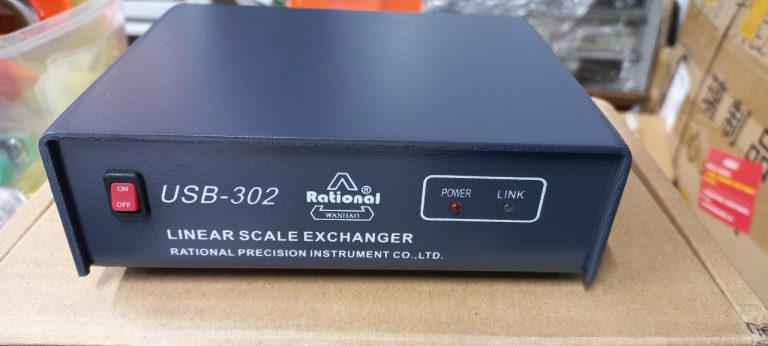 ON
OFF
USB-302
Rational®
WANHAO
POWER
LINK
LINEAR SCALE EXCHANGER
RATIONAL PRECISION INSTRUMENT CO.,LTD.